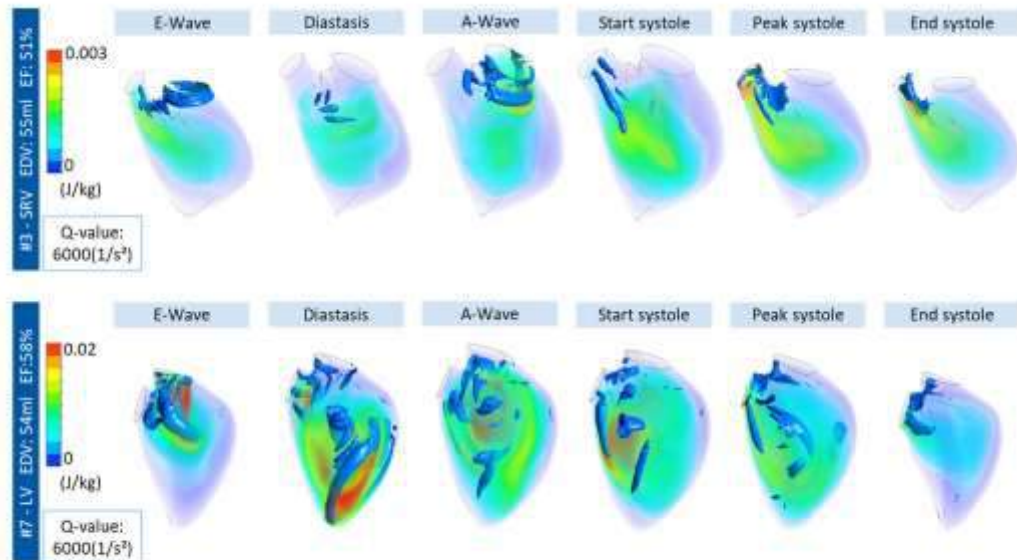 E-Wave Diastasis A-Wave Start systole Peak systole End systole
#3 - SRV EDV: 55ml EF: 51%
0.003
0
(J/kg)
Q-value:
6000(1/s²)
E-Wave Diastasis A-Wave Start systole Peak systole End systole
#7 - LV EDV: 54ml EF:58%
0.02
0
(J/kg)
Q-value:
6000(1/s²)